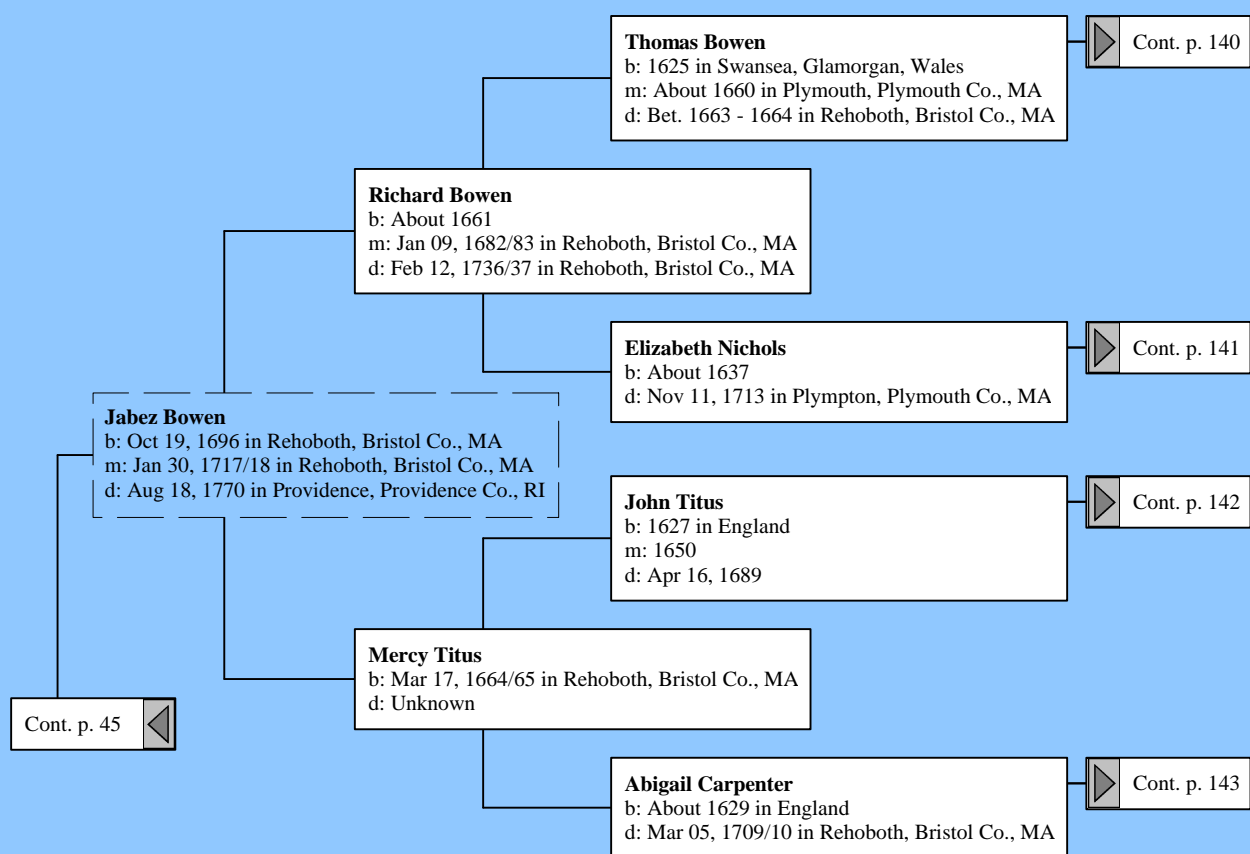 Thomas Bowen
b: 1625 in Swansea, Glamorgan, Wales
m: About 1660 in Plymouth, Plymouth Co., MA
d: Bet. 1663 - 1664 in Rehoboth, Bristol Co., MA
Cont. p. 140
Richard Bowen
b: About 1661
m: Jan 09, 1682/83 in Rehoboth, Bristol Co., MA
d: Feb 12, 1736/37 in Rehoboth, Bristol Co., MA
Elizabeth Nichols
b: About 1637
d: Nov 11, 1713 in Plympton, Plymouth Co., MA
Cont. p. 141
Jabez Bowen
b: Oct 19, 1696 in Rehoboth, Bristol Co., MA
m: Jan 30, 1717/18 in Rehoboth, Bristol Co., MA
d: Aug 18, 1770 in Providence, Providence Co., RI
John Titus
b: 1627 in England
m: 1650
d: Apr 16, 1689
Cont. p. 142
Mercy Titus
b: Mar 17, 1664/65 in Rehoboth, Bristol Co., MA
d: Unknown
Cont. p. 45
Abigail Carpenter
b: About 1629 in England
d: Mar 05, 1709/10 in Rehoboth, Bristol Co., MA
Cont. p. 143